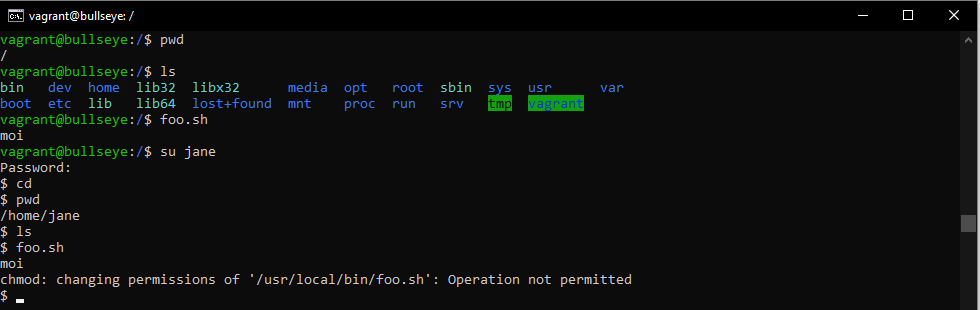 vagrant@bullseye: /
vagrant@bullseye:/$ pwd
/
vagrant@bullseye:/$ ls
bin dev home lib32 libx32 media opt root sbin sys usr var
boot etc lib lib64 lost+found mnt proc run srv tmp vagrant
vagrant@bullseye:/$ foo.sh
moi
vagrant@bullseye:/$ su jane
Password:
$ cd
$ pwd
/home/jane
$ ls
$ foo.sh
moi
chmod: changing permissions of '/usr/local/bin/foo.sh': Operation not permitted
$